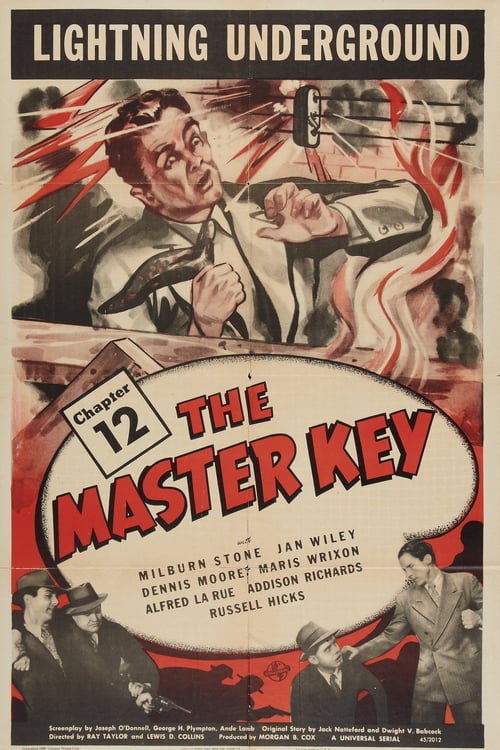 LIGHTNING UNDERGROUND
Chapter
12
THE
MASTER KEY
WITH
MILBURN STONE JAN WILEY
DENNIS MOORE MARIS WRIXON
ALFRED LA RUE ADDISON RICHARDS
RUSSELL HICKS
Screenplay by Joseph O'Donnell, George H. Plympton, Ande Lamb Original Story by Jack Natteford and Dwight V. Babcock
Directed by RAY TAYLOR and LEWIS D. COLLINS Produced by MORGAN B. COX A UNIVERSAL SERIAL 45/2012